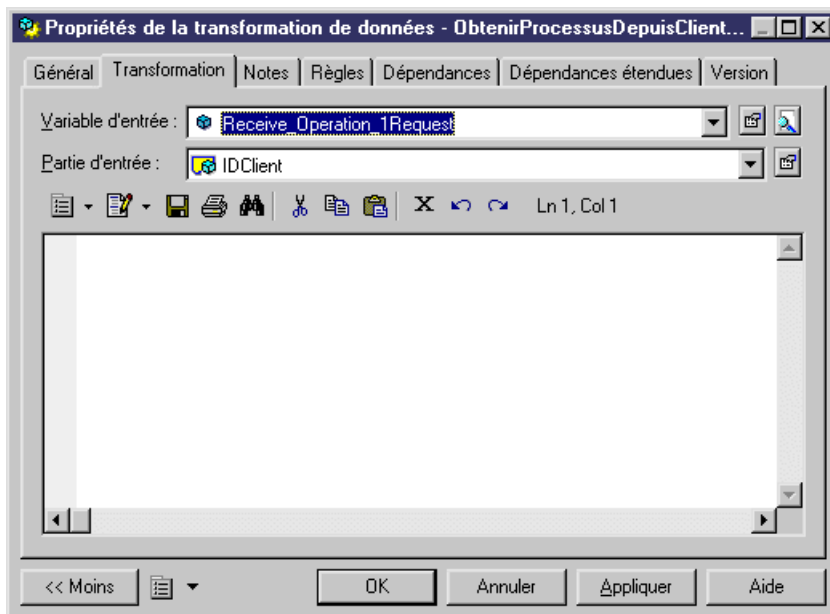 Propriétés de la transformation de données - ObtenirProcessusDepuisClient...
Général Transformation Notes Règles Dépendances Dépendances étendues Version
Variable d'entrée : Receive_Operation_1Request
Partie d'entrée : IDClient
Ln 1, Col 1
<< Moins OK Annuler Appliquer Aide